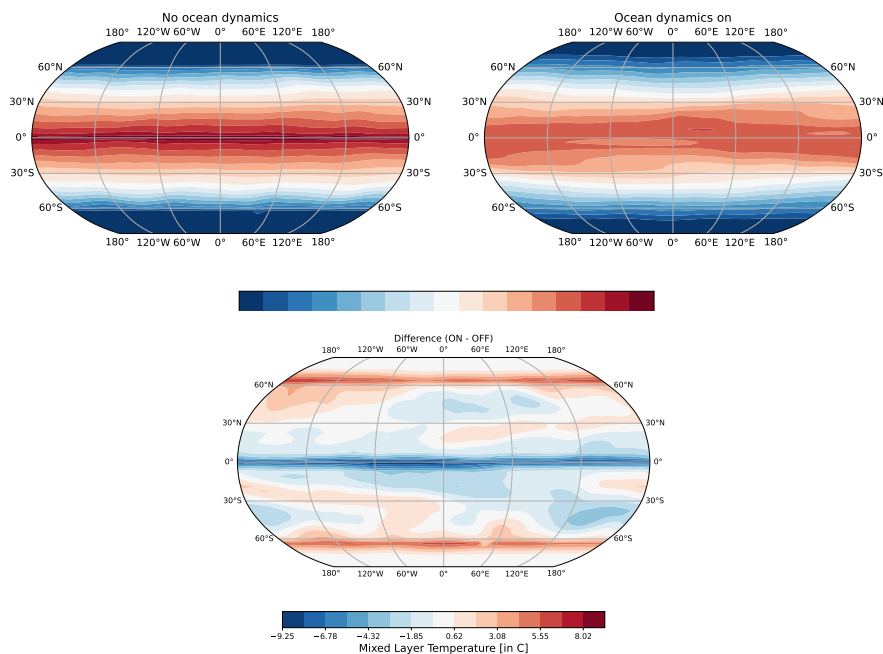 No ocean dynamics
180° 120°W 60°W 0° 60°E 120°E 180°
60°N 60°N
30°N 30°N
0° 0°
30°S 30°S
60°S 60°S
180° 120°W 60°W 0° 60°E 120°E 180°
Ocean dynamics on
180° 120°W 60°W 0° 60°E 120°E 180°
60°N 60°N
30°N 30°N
0° 0°
30°S 30°S
60°S 60°S
180° 120°W 60°W 0° 60°E 120°E 180°
Difference (ON - OFF)
180° 120°W 60°W 0° 60°E 120°E 180°
60°N 60°N
30°N 30°N
0° 0°
30°S 30°S
60°S 60°S
180° 120°W 60°W 0° 60°E 120°E 180°
−9.25 −6.78 −4.32 −1.85 0.62 3.08 5.55 8.02
Mixed Layer Temperature [in C]